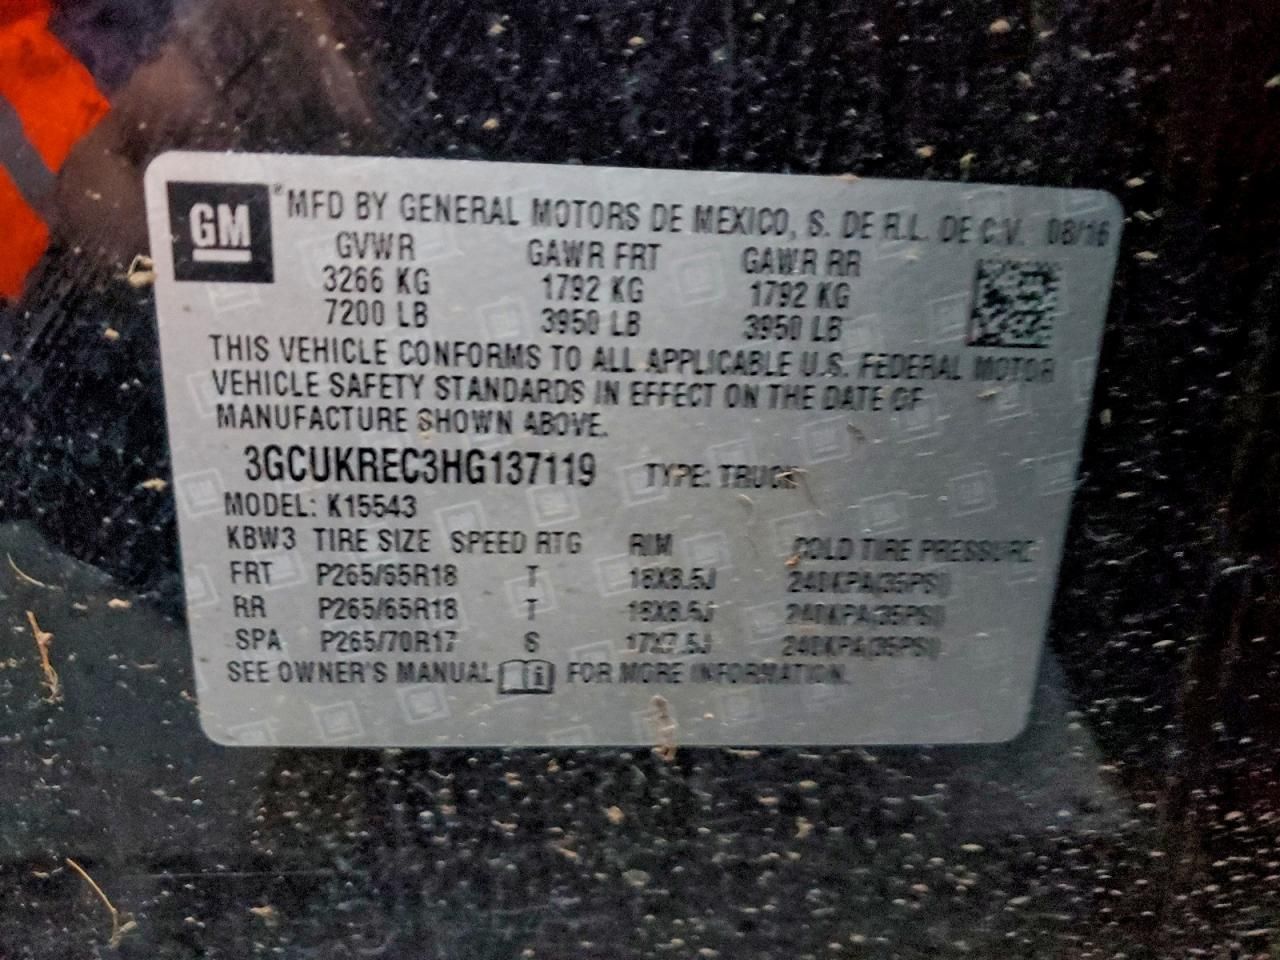 GM ® MFD BY GENERAL MOTORS DE MEXICO, S. DE R.L. DE C.V. 08/16
GVWR GAWR FRT GAWR RR
3266 KG 1792 KG 1792 KG
7200 LB 3950 LB 3950 LB
THIS VEHICLE CONFORMS TO ALL APPLICABLE U.S. FEDERAL MOTOR
VEHICLE SAFETY STANDARDS IN EFFECT ON THE DATE OF
MANUFACTURE SHOWN ABOVE.
3GCUKREC3HG137119 TYPE: TRUCK
MODEL: K15543
KBW3 TIRE SIZE SPEED RTG RIM COLD TIRE PRESSURE
FRT P265/65R18 T 18X8.5J 240KPA(35PSI)
RR P265/65R18 T 18X8.5J 240KPA(35PSI)
SPA P265/70R17 S 17X7.5J 240KPA(35PSI)
SEE OWNER'S MANUAL i FOR MORE INFORMATION.